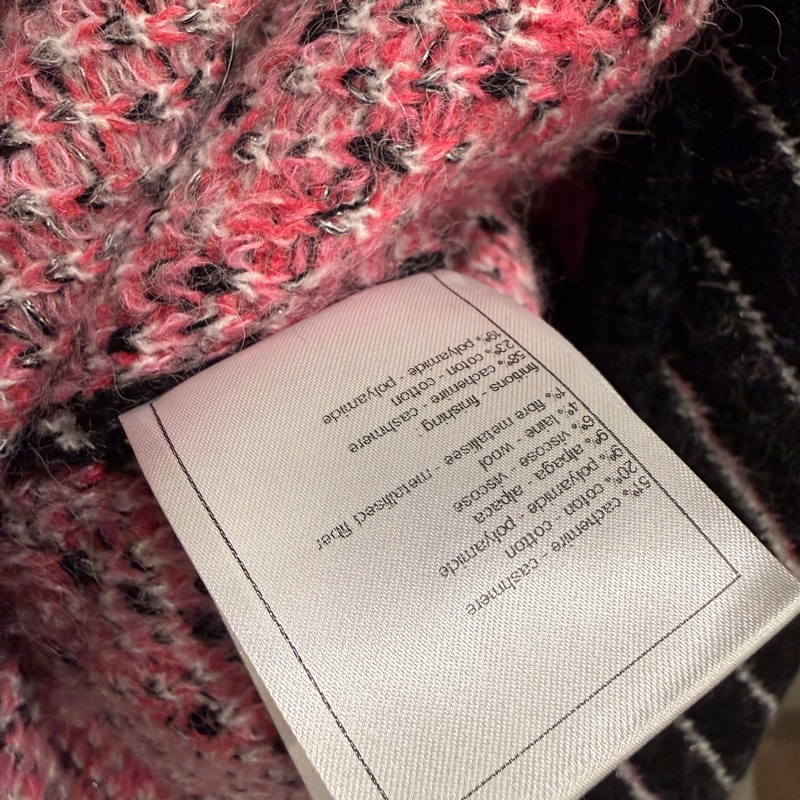 51% cachemire - cashmere
20% coton - cotton
9% polyamide - polyamide
9% alpaga - alpaca
6% viscose - viscose
4% laine - wool
1% fibre metallisee - metallised fiber
finitions - finishing :
58% cachemire - cashmere
23% coton - cotton
19% polyamide - polyamide